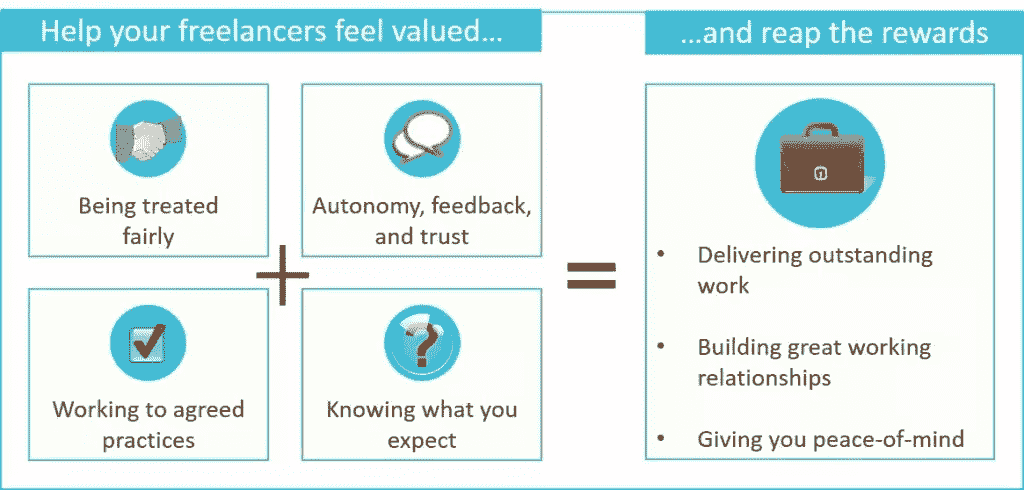 Help your freelancers feel valued...
...and reap the rewards
Being treated
fairly
Autonomy, feedback,
and trust
+
=
Working to agreed
practices
Knowing what you
expect
• Delivering outstanding
work
• Building great working
relationships
• Giving you peace-of-mind